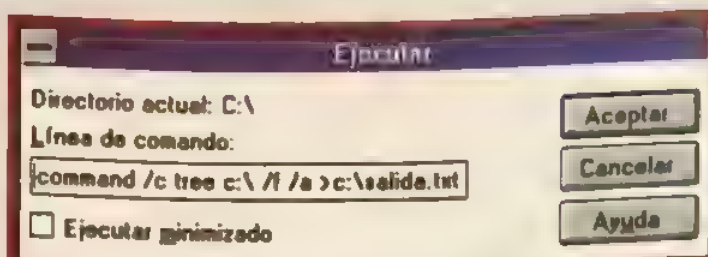 Ejecutar
Directorio actual: C:\
Línea de comando:
command /c tree c:\ /f /a >c:\salida.txt
Ejecutar minimizado
Aceptar
Cancelar
Ayuda